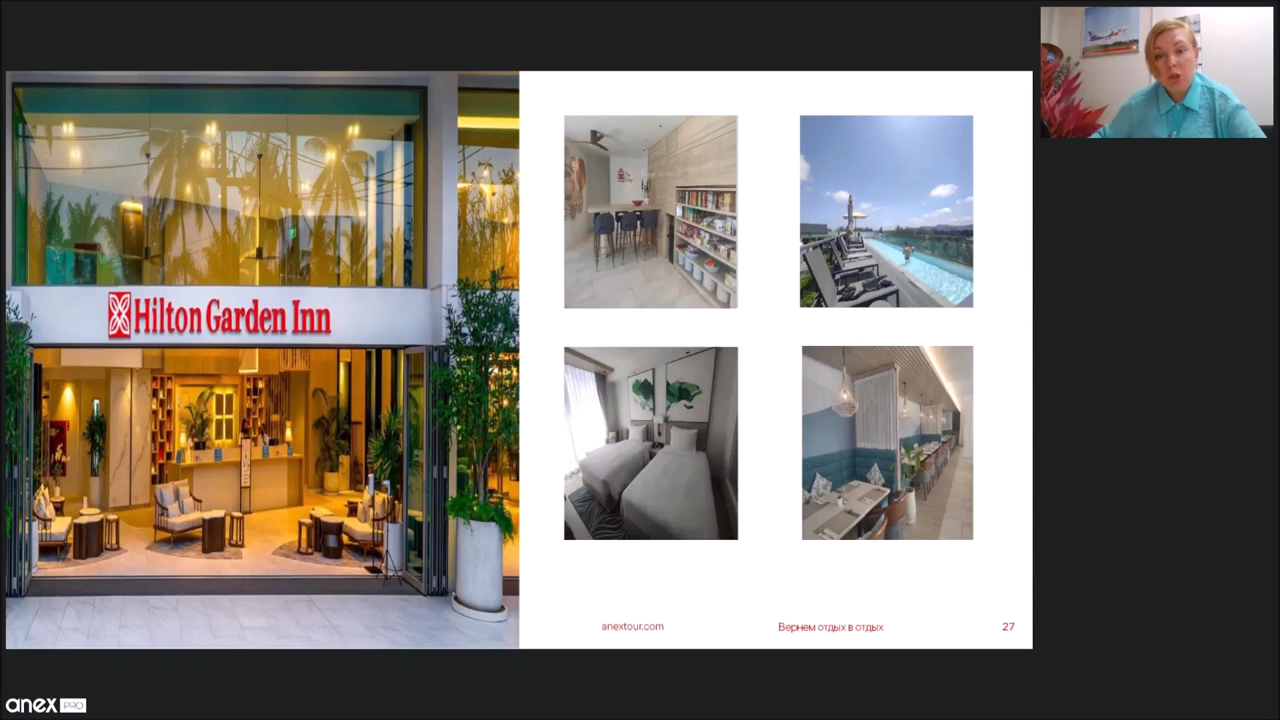 Hilton Garden Inn
anextour.com
Вернем отдых в отдых
27
anex PRO